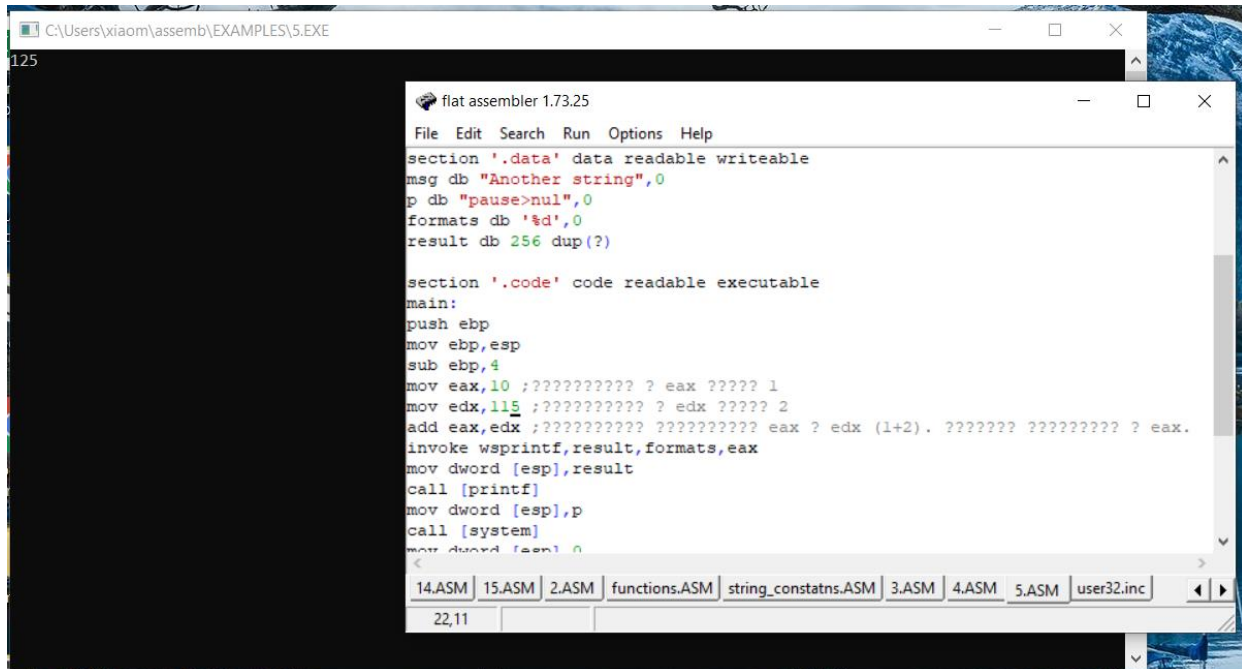 C:\Users\xiaom\assemb\EXAMPLES\5.EXE
125
flat assembler 1.73.25
File Edit Search Run Options Help
section '.data' data readable writeable
msg db "Another string",0
p db "pause>nul",0
formats db '%d',0
result db 256 dup(?)
section '.code' code readable executable
main:
push ebp
mov ebp,esp
sub ebp,4
mov eax,10 ;?????????? ? eax ????? 1
mov edx,115 ;?????????? ? edx ????? 2
add eax,edx ;?????????? ?????????? eax ? edx (1+2). ??????? ????????? ? eax.
invoke wsprintf,result,formats,eax
mov dword [esp],result
call [printf]
mov dword [esp],p
call [system]
mov dword [esp],0
14.ASM 15.ASM 2.ASM functions.ASM string_constatns.ASM 3.ASM 4.ASM 5.ASM user32.inc
22,11